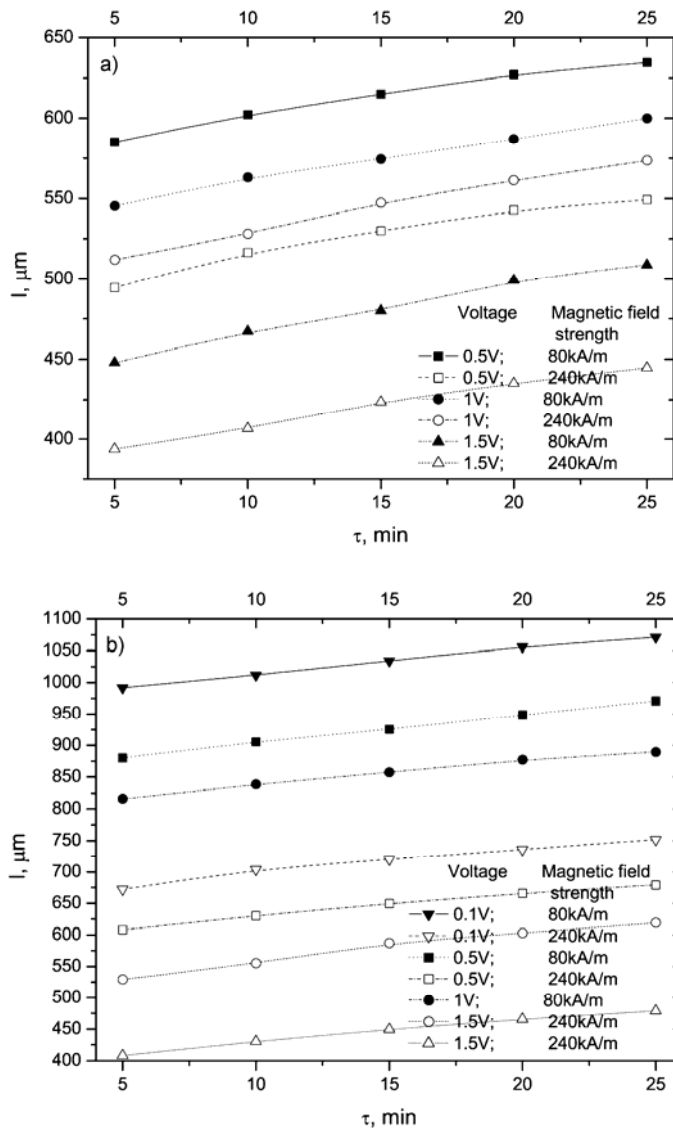 5 10 15 20 25
a)
650
600
550
500
450
400
l, μm
Voltage Magnetic field
strength
0.5V; 80kA/m
0.5V; 240kA/m
1V; 80kA/m
1V; 240kA/m
1.5V; 80kA/m
1.5V; 240kA/m
5 10 15 20 25
τ, min
5 10 15 20 25
b)
1100
1050
1000
950
900
850
800
750
700
650
600
550
500
450
400
l, μm
Voltage Magnetic field
strength
0.1V; 80kA/m
0.1V; 240kA/m
0.5V; 80kA/m
0.5V; 240kA/m
1V; 80kA/m
1.5V; 240kA/m
1.5V; 240kA/m
5 10 15 20 25
τ, min